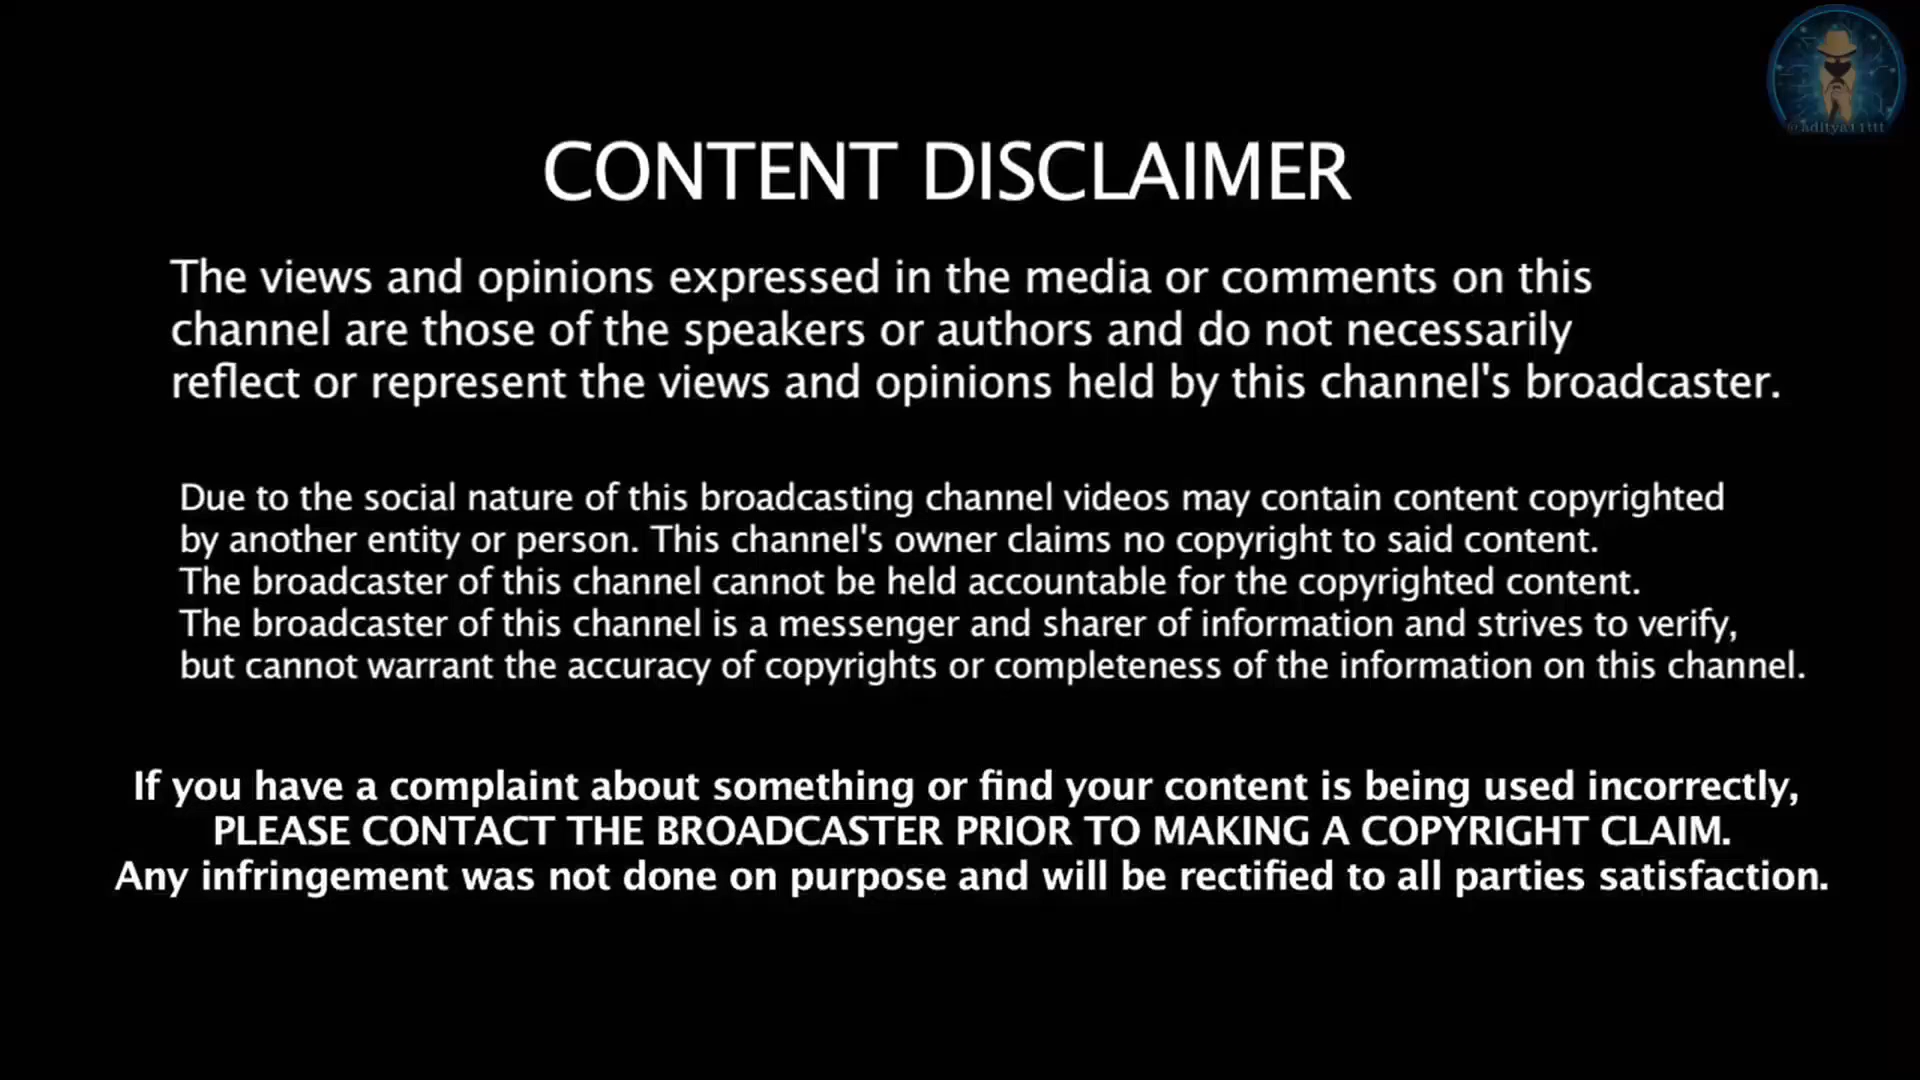 @aditya11ttt
CONTENT DISCLAIMER
The views and opinions expressed in the media or comments on this
channel are those of the speakers or authors and do not necessarily
reflect or represent the views and opinions held by this channel's broadcaster.
Due to the social nature of this broadcasting channel videos may contain content copyrighted
by another entity or person. This channel's owner claims no copyright to said content.
The broadcaster of this channel cannot be held accountable for the copyrighted content.
The broadcaster of this channel is a messenger and sharer of information and strives to verify,
but cannot warrant the accuracy of copyrights or completeness of the information on this channel.
If you have a complaint about something or find your content is being used incorrectly,
PLEASE CONTACT THE BROADCASTER PRIOR TO MAKING A COPYRIGHT CLAIM.
Any infringement was not done on purpose and will be rectified to all parties satisfaction.